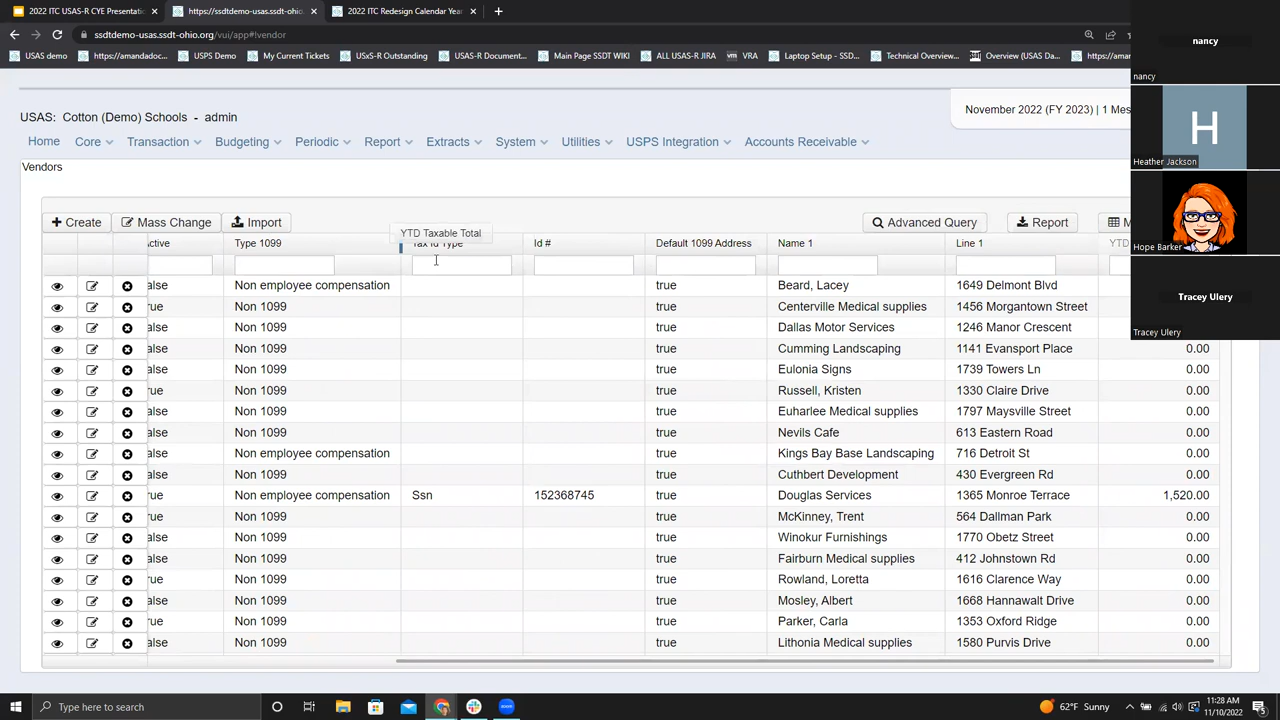 2022 ITC USAS-R CYE Presentati
https://ssdtdemo-usas.ssdt-ohio.
2022 ITC Redesign Calendar Year
ssdtdemo-usas.ssdt-ohio.org/vui/app#!vendor
USAS demo
https://amandadoc...
USPS Demo
My Current Tickets
USxS-R Outstanding
USAS-R Document...
Main Page SSDT WIKI
ALL USAS-R JIRA
VRA
Laptop Setup - SSD...
Technical Overview...
Overview (USAS Da...
https://am
nancy
nancy
H
Heather Jackson
Hope Barker
Tracey Ulery
Tracey Ulery
USAS: Cotton (Demo) Schools - admin
November 2022 (FY 2023) | 1 Mes
Home Core Transaction Budgeting Periodic Report Extracts System Utilities USPS Integration Accounts Receivable
Vendors
Create Mass Change Import Advanced Query Report M
YTD Taxable Total
Active Type 1099 Tax Id Type Id # Default 1099 Address Name 1 Line 1 YTD
alse Non employee compensation true Beard, Lacey 1649 Delmont Blvd
rue Non 1099 true Centerville Medical supplies 1456 Morgantown Street
alse Non 1099 true Dallas Motor Services 1246 Manor Crescent
alse Non 1099 true Cumming Landscaping 1141 Evansport Place 0.00
alse Non 1099 true Eulonia Signs 1739 Towers Ln 0.00
rue Non 1099 true Russell, Kristen 1330 Claire Drive 0.00
alse Non 1099 true Euharlee Medical supplies 1797 Maysville Street 0.00
alse Non 1099 true Nevils Cafe 613 Eastern Road 0.00
alse Non employee compensation true Kings Bay Base Landscaping 716 Detroit St 0.00
alse Non 1099 true Cuthbert Development 430 Evergreen Rd 0.00
rue Non employee compensation Ssn 152368745 true Douglas Services 1365 Monroe Terrace 1,520.00
rue Non 1099 true McKinney, Trent 564 Dallman Park 0.00
alse Non 1099 true Winokur Furnishings 1770 Obetz Street 0.00
alse Non 1099 true Fairburn Medical supplies 412 Johnstown Rd 0.00
rue Non 1099 true Rowland, Loretta 1616 Clarence Way 0.00
alse Non 1099 true Mosley, Albert 1668 Hannawalt Drive 0.00
rue Non 1099 true Parker, Carla 1353 Oxford Ridge 0.00
alse Non 1099 true Lithonia Medical supplies 1580 Purvis Drive 0.00
Type here to search
62°F Sunny
11:28 AM
11/10/2022
5